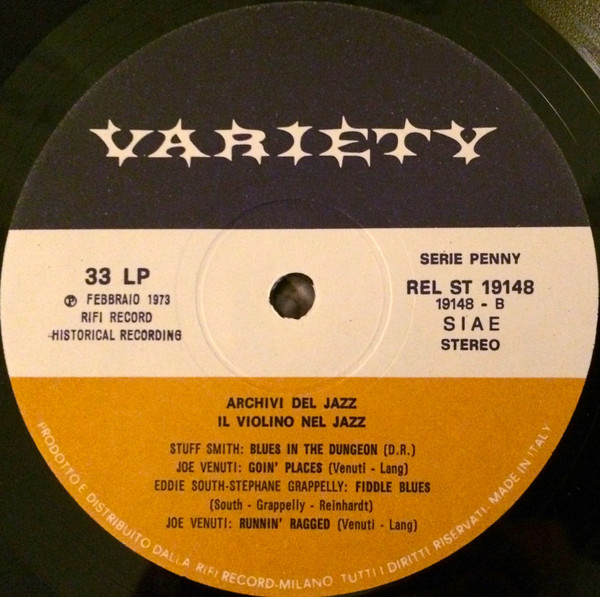 VARIETY
33 LP
℗ FEBBRAIO 1973
RIFI RECORD
HISTORICAL RECORDING
SERIE PENNY
REL ST 19148
19148 - B
SIAE
STEREO
ARCHIVI DEL JAZZ
IL VIOLINO NEL JAZZ
STUFF SMITH: BLUES IN THE DUNGEON (D.R.)
JOE VENUTI: GOIN' PLACES (Venuti - Lang)
EDDIE SOUTH-STEPHANE GRAPPELLY: FIDDLE BLUES
(South - Grappelly - Reinhardt)
JOE VENUTI: RUNNIN' RAGGED (Venuti - Lang)
PRODOTTO E DISTRIBUITO DALLA RIFI RECORD-MILANO TUTTI I DIRITTI RISERVATI-MADE IN ITALY